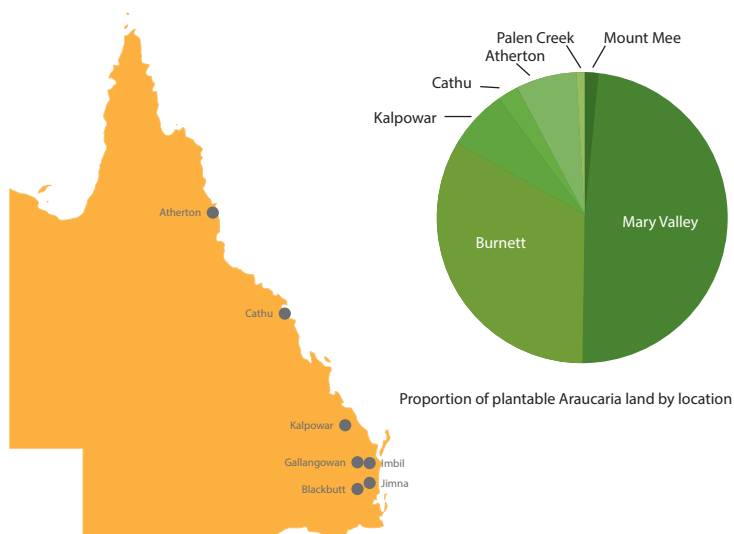 Palen Creek
Mount Mee
Atherton
Cathu
Kalpowar
Mary Valley
Burnett
Proportion of plantable Araucaria land by location
Atherton
Cathu
Kalpowar
Gallangowan
Imbil
Jimna
Blackbutt